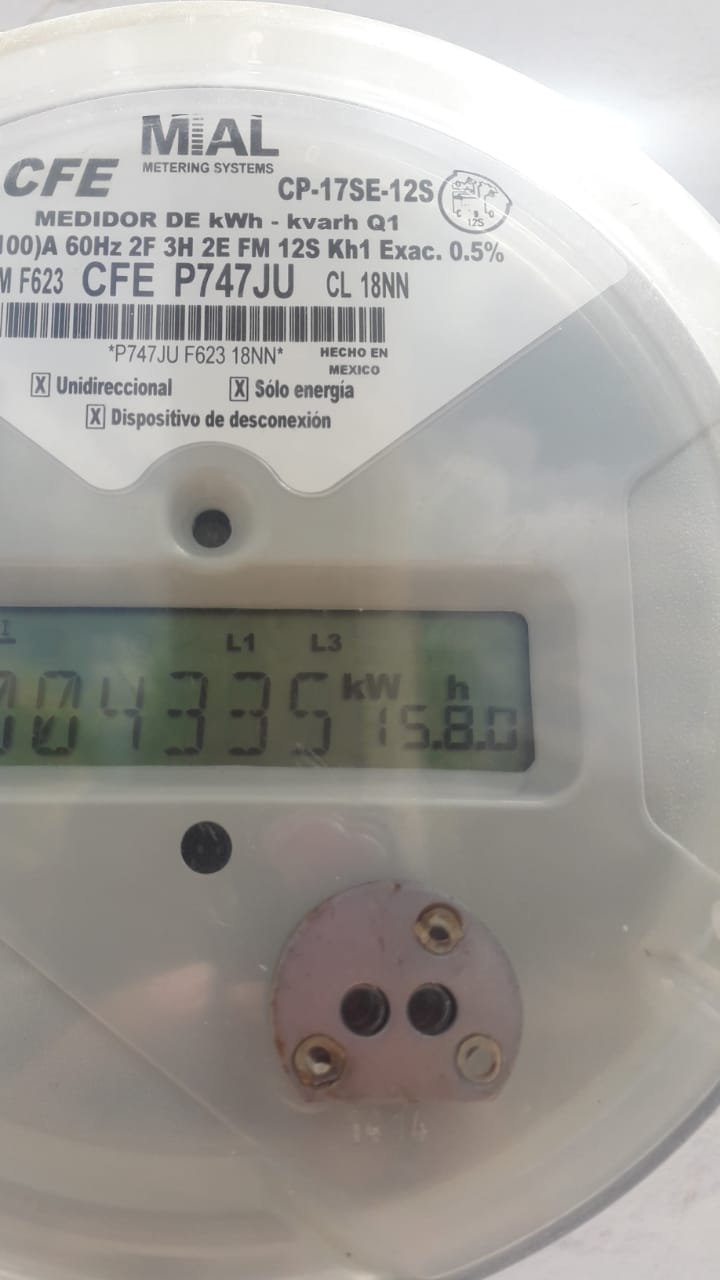 MIAL
METERING SYSTEMS
CFE
CP-17SE-12S
12S
MEDIDOR DE kWh - kvarh Q1
100)A 60Hz 2F 3H 2E FM 12S Kh1 Exac. 0.5%
M F623 CFE P747JU CL 18NN
*P747JU F623 18NN*
HECHO EN
MEXICO
X Unidireccional X Sólo energía
X Dispositivo de desconexión
L1 L3
004335 kW h
15.8.0